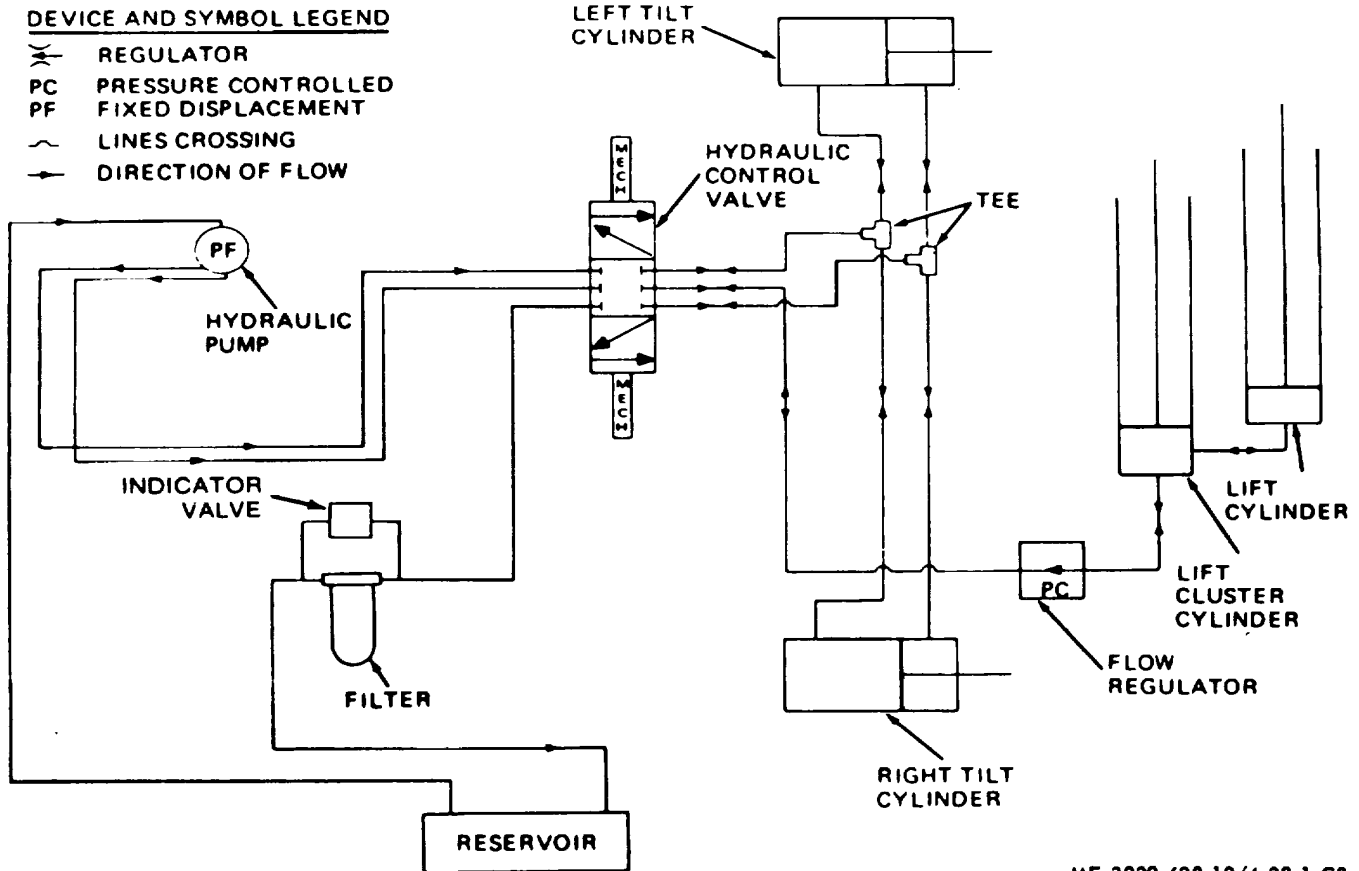 DEVICE AND SYMBOL LEGEND
REGULATOR
PC PRESSURE CONTROLLED
PF FIXED DISPLACEMENT
LINES CROSSING
DIRECTION OF FLOW
LEFT TILT
CYLINDER
MECH
HYDRAULIC
CONTROL
VALVE
TEE
PF
HYDRAULIC
PUMP
MECH
INDICATOR
VALVE
FILTER
LIFT
CYLINDER
LIFT
CLUSTER
CYLINDER
PC
FLOW
REGULATOR
RIGHT TILT
CYLINDER
RESERVOIR